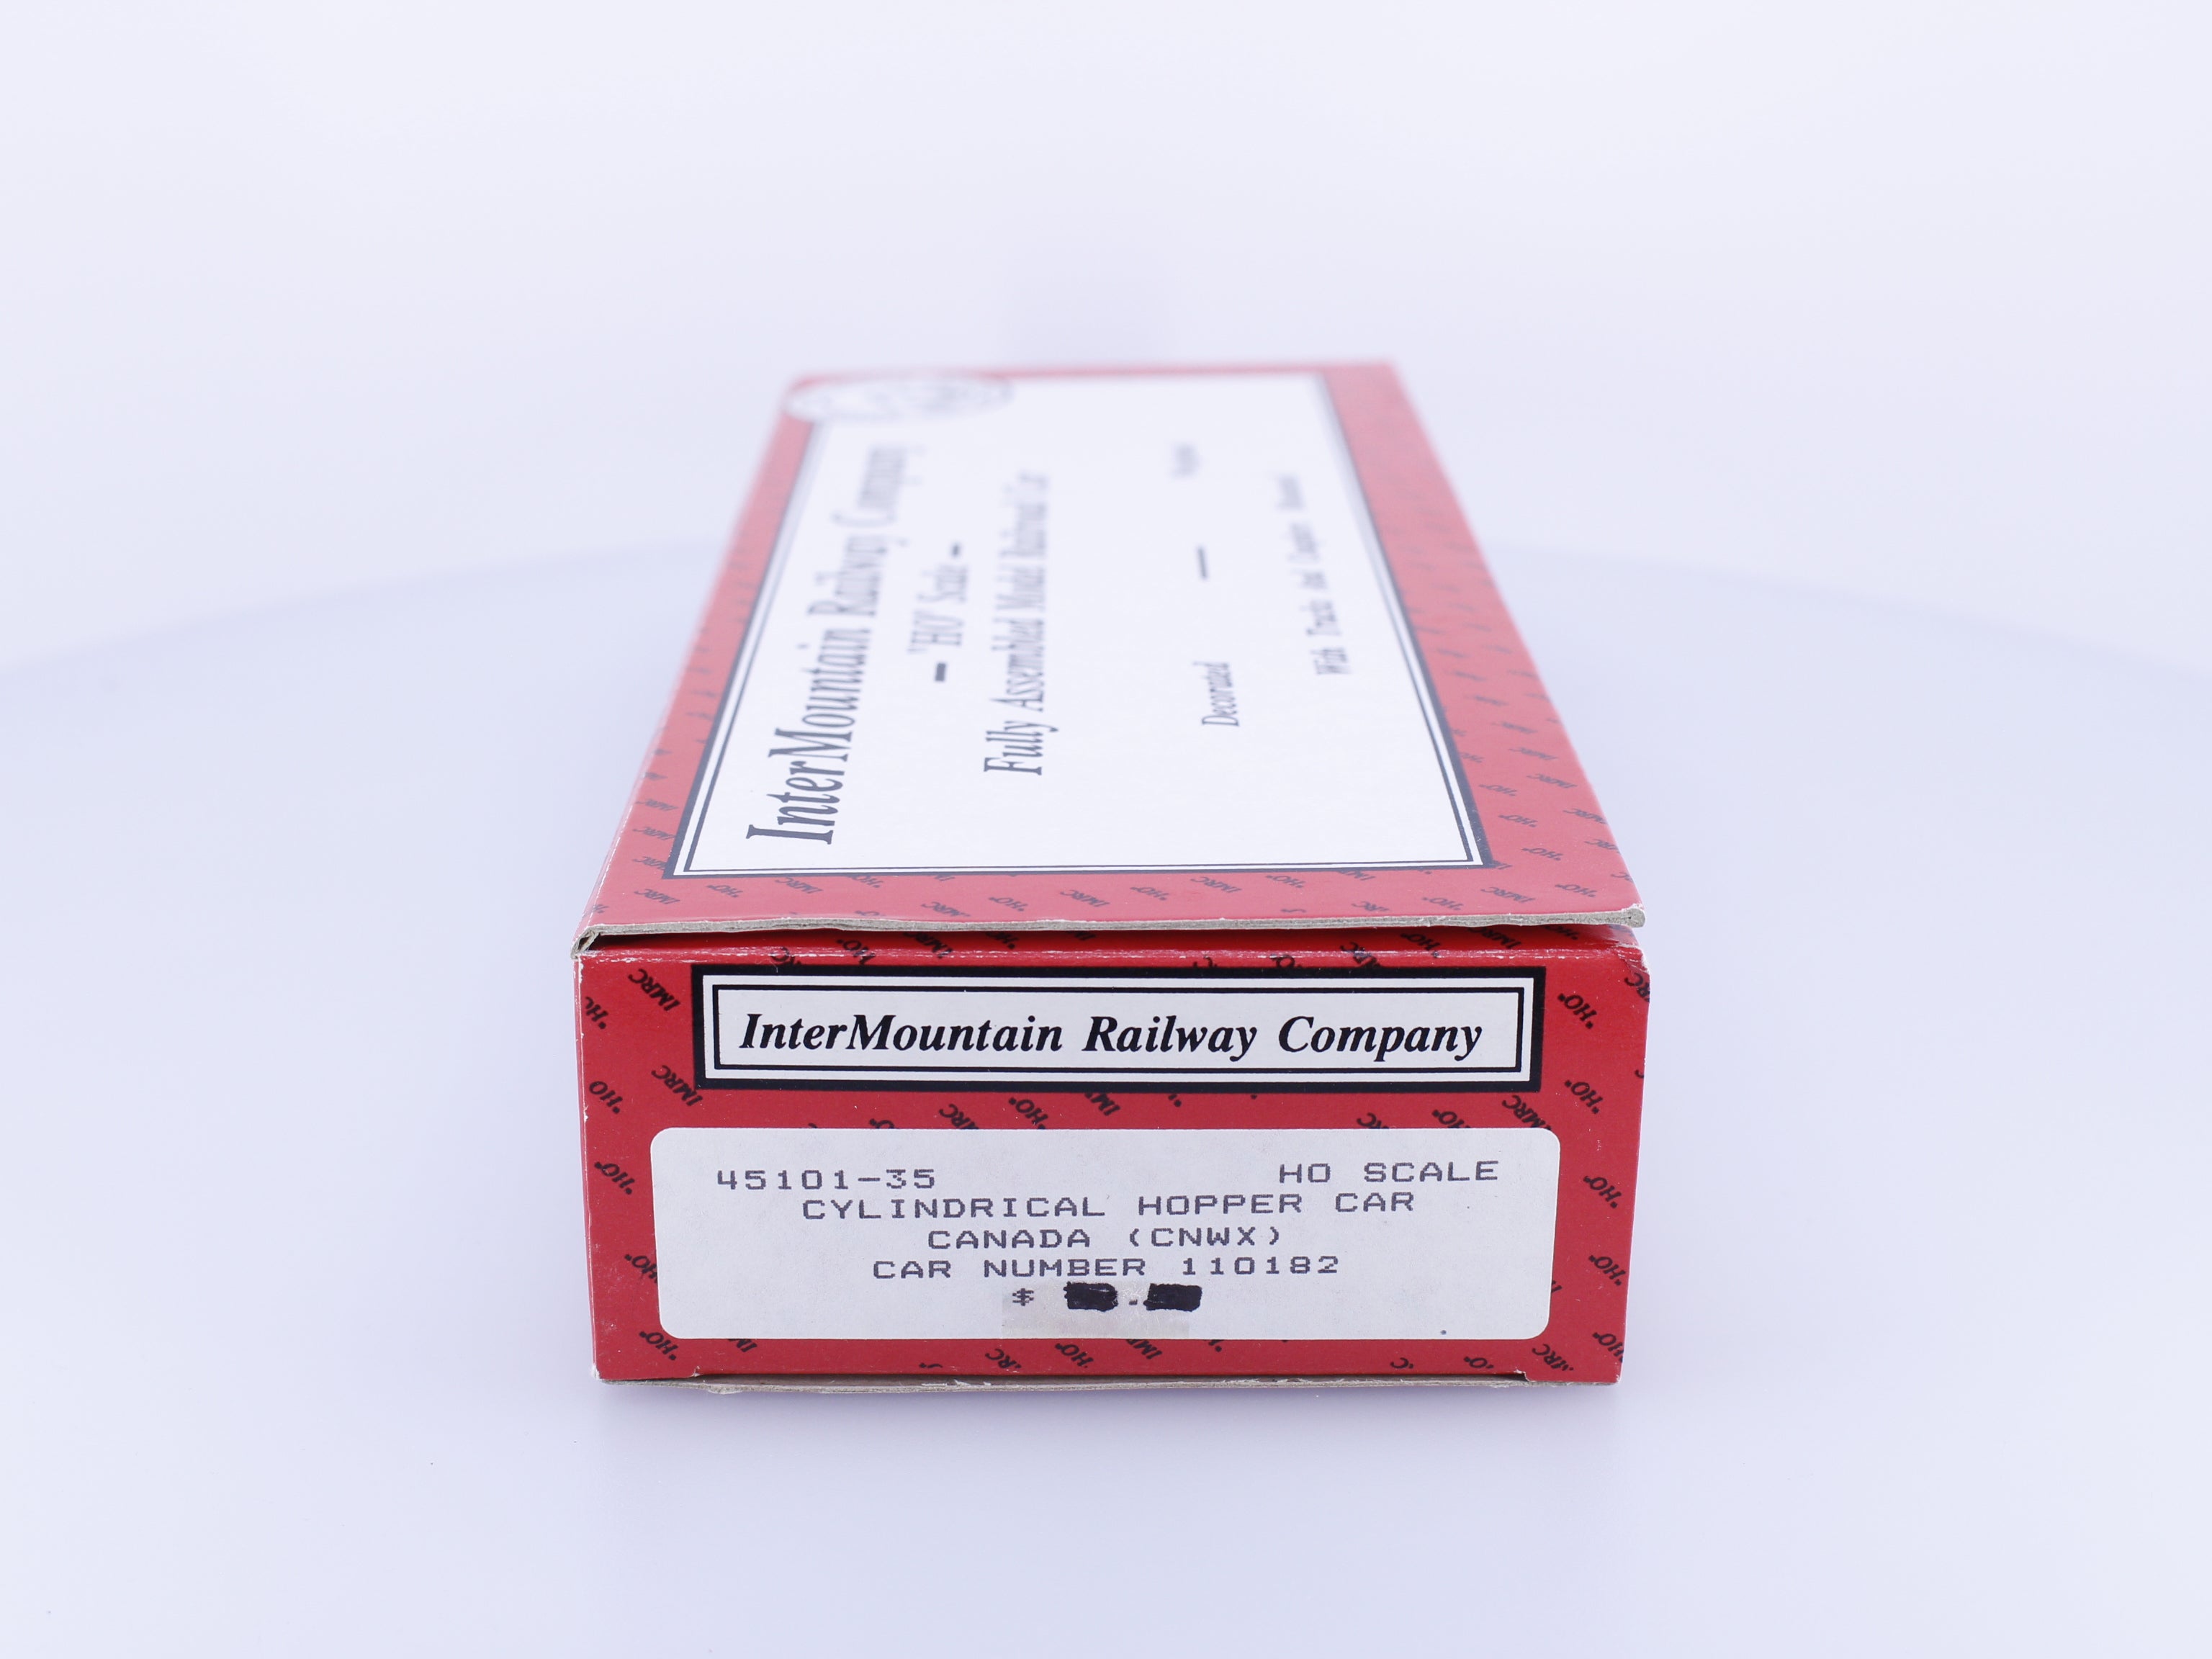 InterMountain Railway Company
"HO" Scale
Fully Assembled Model Railroad Car
Decorated
With Trucks And Couplers
InterMountain Railway Company
45101-35 HO SCALE
CYLINDRICAL HOPPER CAR
CANADA (CNWX)
CAR NUMBER 110182
$ .